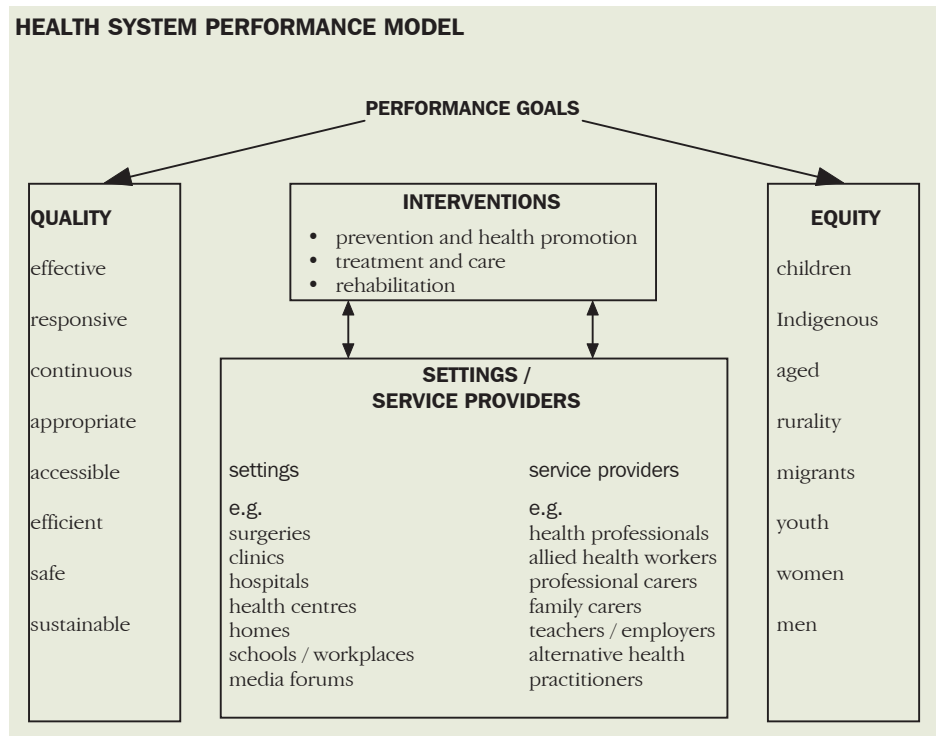 HEALTH SYSTEM PERFORMANCE MODEL
PERFORMANCE GOALS
QUALITY
effective
responsive
continuous
appropriate
accessible
efficient
safe
sustainable
INTERVENTIONS
• prevention and health promotion
• treatment and care
• rehabilitation
SETTINGS /
SERVICE PROVIDERS
settings
e.g.
surgeries
clinics
hospitals
health centres
homes
schools / workplaces
media forums
service providers
e.g.
health professionals
allied health workers
professional carers
family carers
teachers / employers
alternative health
practitioners
EQUITY
children
Indigenous
aged
rurality
migrants
youth
women
men